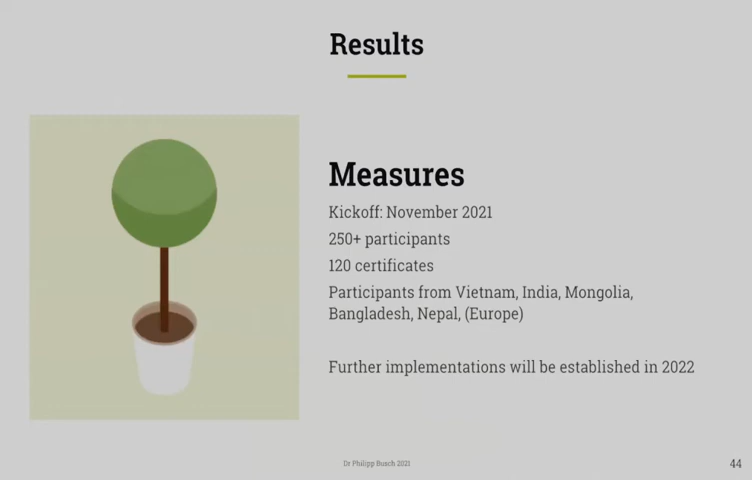 Results
Measures
Kickoff: November 2021
250+ participants
120 certificates
Participants from Vietnam, India, Mongolia,
Bangladesh, Nepal, (Europe)
Further implementations will be established in 2022
Dr Philipp Busch 2021
44